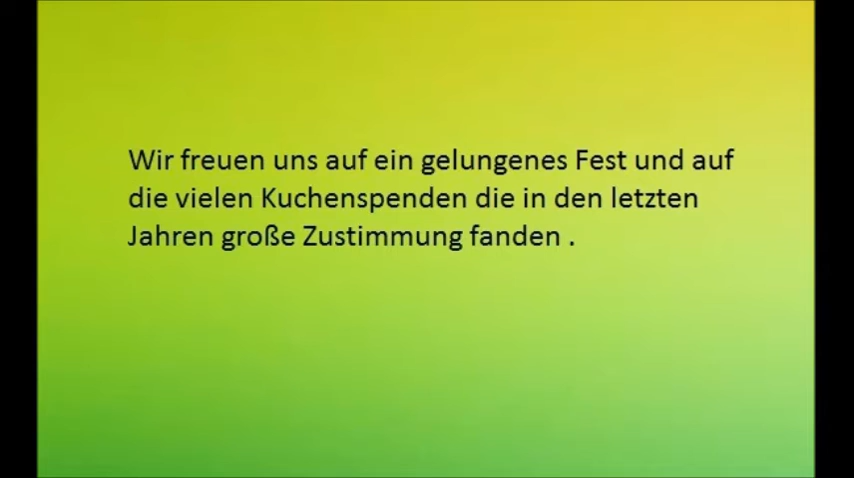 Wir freuen uns auf ein gelungenes Fest und auf
die vielen Kuchenspenden die in den letzten
Jahren große Zustimmung fanden .